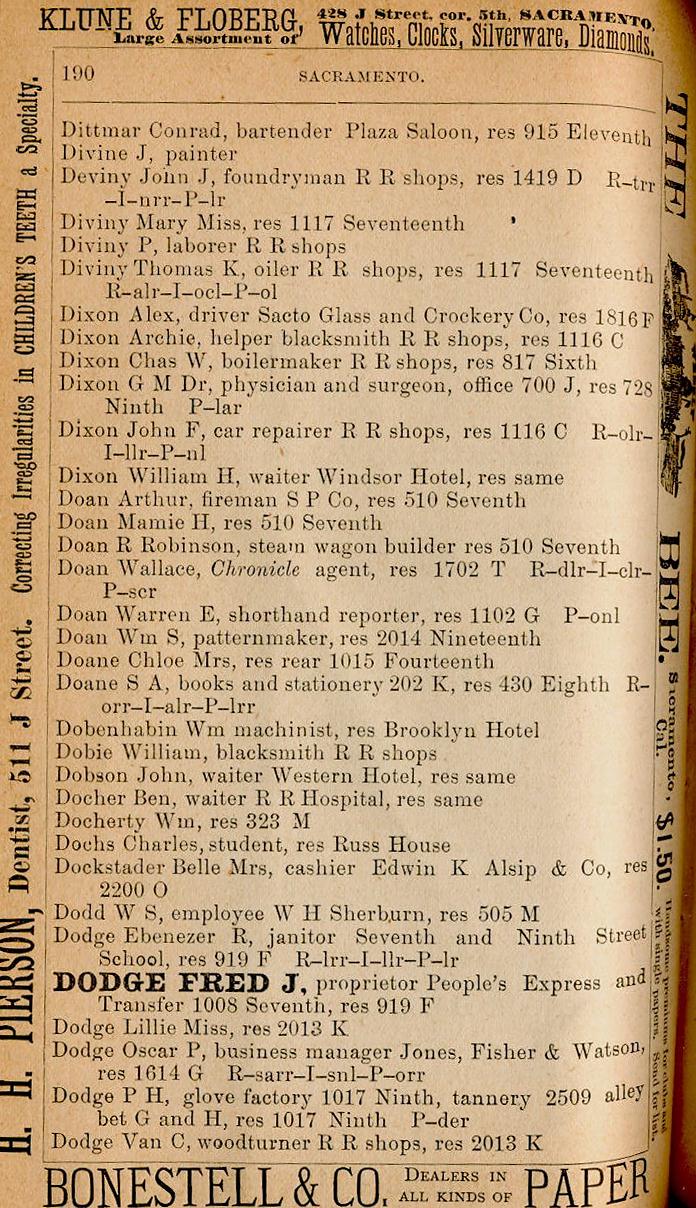 KLUNE & FLOBERG, 428 J Street. cor. 5th, SACRAMENTO,
Large Assortment of Watches, Clocks, Silverware, Diamonds.
190 SACRAMENTO.
Dittmar Conrad, bartender Plaza Saloon, res 915 Eleventh
Divine J, painter
Deviny John J, foundryman R R shops, res 1419 D R–trr
–I–nrr–P–lr
Diviny Mary Miss, res 1117 Seventeenth
Diviny P, laborer R R shops
Diviny Thomas K, oiler R R shops, res 1117 Seventeenth
R–alr–I–ocl–P–ol
Dixon Alex, driver Sacto Glass and Crockery Co, res 1816 F
Dixon Archie, helper blacksmith R R shops, res 1116 C
Dixon Chas W, boilermaker R R shops, res 817 Sixth
Dixon G M Dr, physician and surgeon, office 700 J, res 728
Ninth P–lar
Dixon John F, car repairer R R shops, res 1116 C R–olr–
I–llr–P–nl
Dixon William H, waiter Windsor Hotel, res same
Doan Arthur, fireman S P Co, res 510 Seventh
Doan Mamie H, res 510 Seventh
Doan R Robinson, steam wagon builder res 510 Seventh
Doan Wallace, Chronicle agent, res 1702 T R–dlr–I–clr–
P–scr
Doan Warren E, shorthand reporter, res 1102 G P–onl
Doan Wm S, patternmaker, res 2014 Nineteenth
Doane Chloe Mrs, res rear 1015 Fourteenth
Doane S A, books and stationery 202 K, res 430 Eighth R–
orr–I–alr–P–lrr
Dobenhabin Wm machinist, res Brooklyn Hotel
Dobie William, blacksmith R R shops
Dobson John, waiter Western Hotel, res same
Docher Ben, waiter R R Hospital, res same
Docherty Wm, res 323 M
Dochs Charles, student, res Russ House
Dockstader Belle Mrs, cashier Edwin K Alsip & Co, res
2200 O
Dodd W S, employee W H Sherburn, res 505 M
Dodge Ebenezer R, janitor Seventh and Ninth Street
School, res 919 F R–lrr–I–llr–P–lr
DODGE FRED J, proprietor People's Express and
Transfer 1008 Seventh, res 919 F
Dodge Lillie Miss, res 2013 K
Dodge Oscar P, business manager Jones, Fisher & Watson,
res 1614 G R–sarr–I–snl–P–orr
Dodge P H, glove factory 1017 Ninth, tannery 2509 alley
bet G and H, res 1017 Ninth P–der
Dodge Van C, woodturner R R shops, res 2013 K
BONESTELL & CO. DEALERS IN ALL KINDS OF PAPER
H. H. PIERSON, Dentist, 511 J Street. Correcting Irregularities in CHILDREN'S TEETH a Specialty.
THE BEE. Sacramento, Cal. $1.50. Handsome premiums for clubs and
with single papers. Send for list.